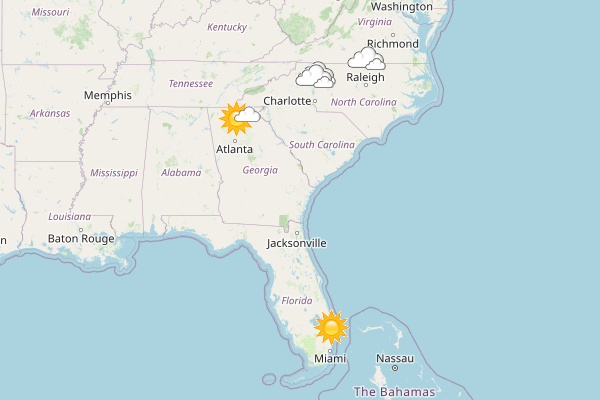 Washington
Missouri
Virginia
Kentucky
Richmond
Raleigh
Tennessee
Memphis
Charlotte
North Carolina
Arkansas
Atlanta
South Carolina
Mississippi
Alabama
Georgia
Louisiana
n
Baton Rouge
Jacksonville
Florida
Miami
Nassau
The Bahamas